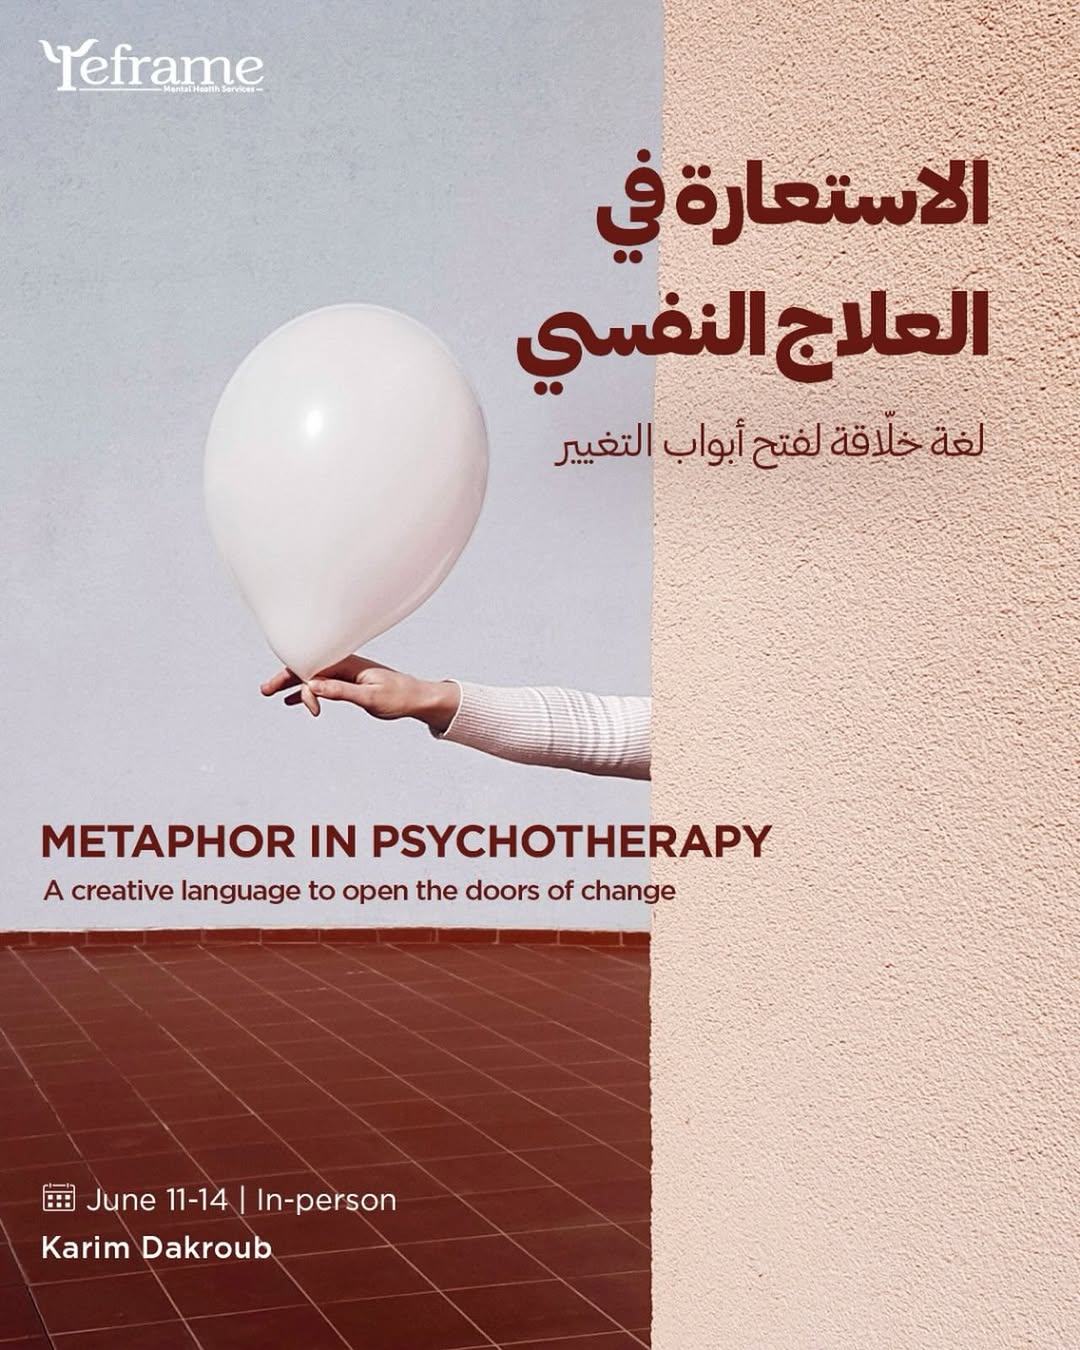 Reframe
Mental Health Services
الاستعارة في
العلاج النفسي
لغة خلّاقة لفتح أبواب التغيير
METAPHOR IN PSYCHOTHERAPY
A creative language to open the doors of change
June 11-14 | In-person
Karim Dakroub